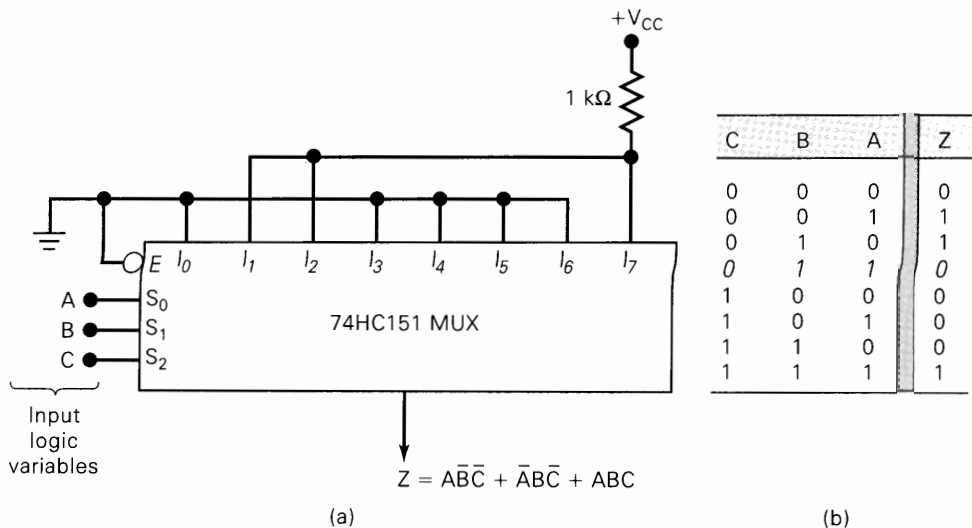 +V_CC
1 kΩ
E I₀ I₁ I₂ I₃ I₄ I₅ I₆ I₇
A S₀
B S₁
C S₂
74HC151 MUX
Input
logic
variables
Z = AB̅C̅ + A̅BC̅ + ABC
(a)
C B A Z
0 0 0 0
0 0 1 1
0 1 0 1
0 1 1 0
1 0 0 0
1 0 1 0
1 1 0 0
1 1 1 1
(b)